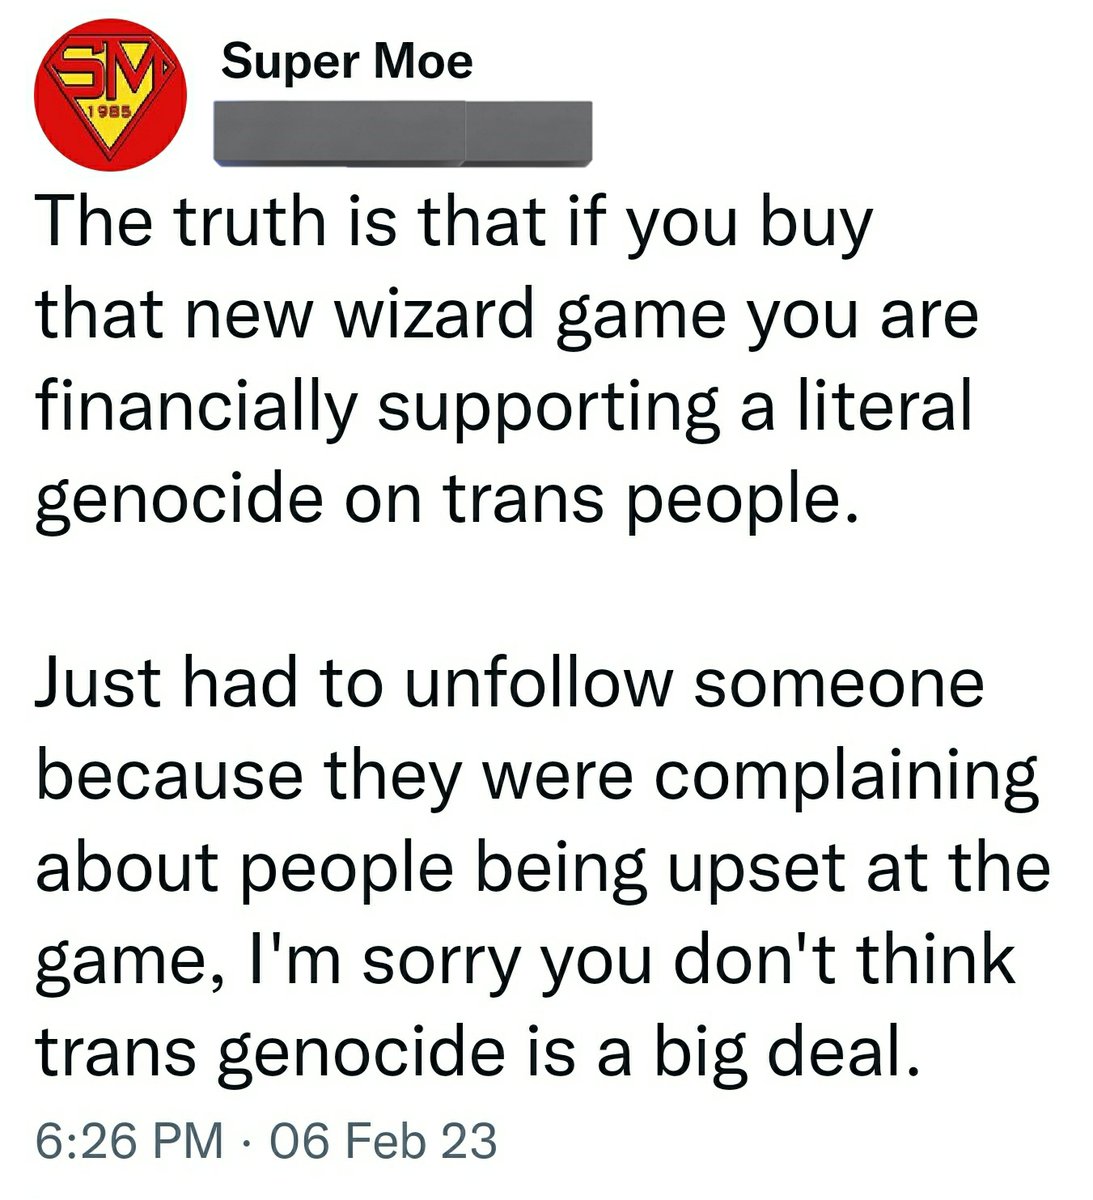 SM
1985
Super Moe
The truth is that if you buy
that new wizard game you are
financially supporting a literal
genocide on trans people.
Just had to unfollow someone
because they were complaining
about people being upset at the
game, I'm sorry you don't think
trans genocide is a big deal.
6:26 PM · 06 Feb 23